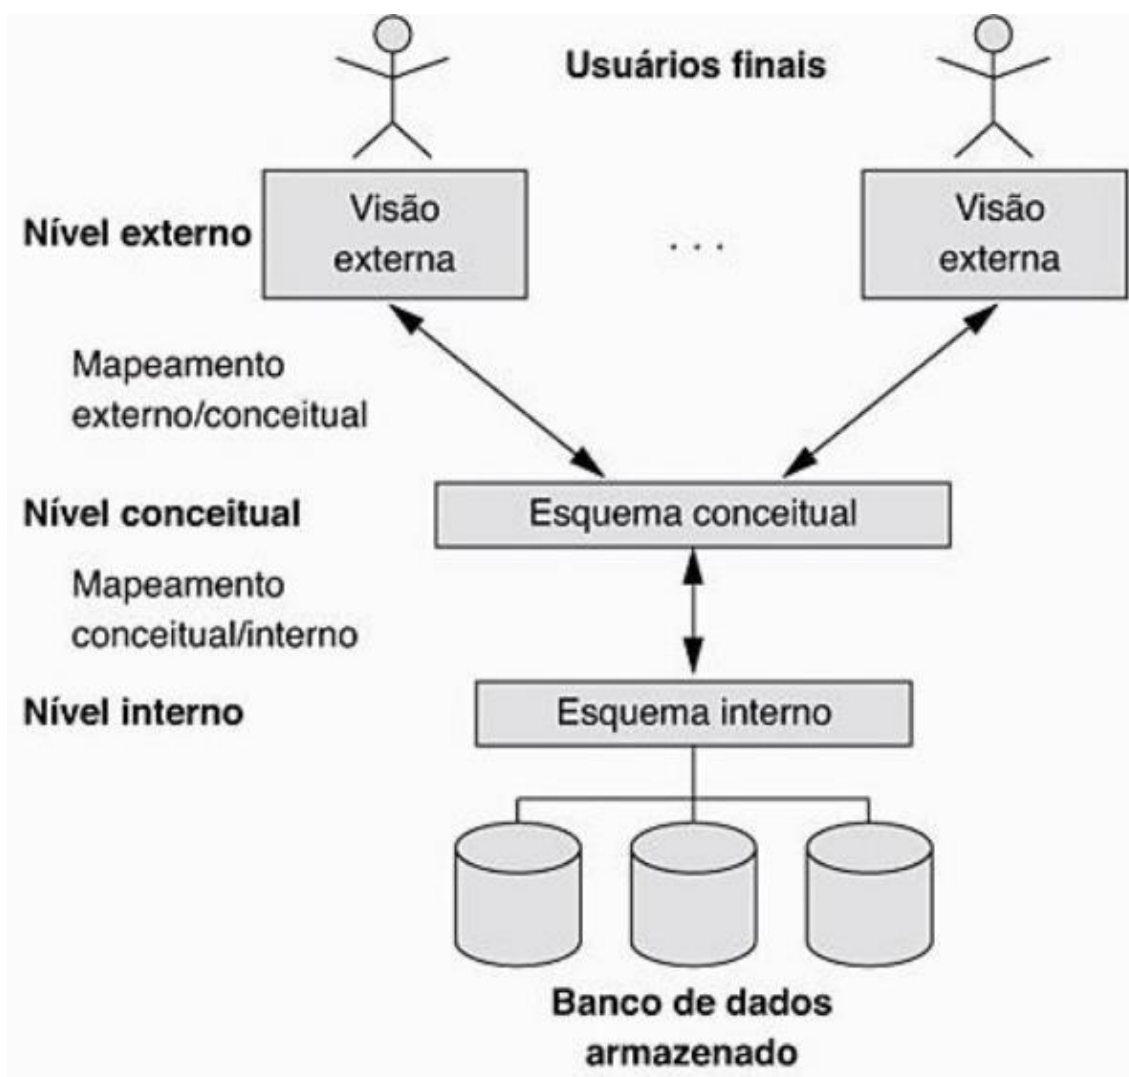 Usuários finais
Nível externo
Visão
externa
. . .
Visão
externa
Mapeamento
externo/conceitual
Nível conceitual
Esquema conceitual
Mapeamento
conceitual/interno
Nível interno
Esquema interno
Banco de dados
armazenado